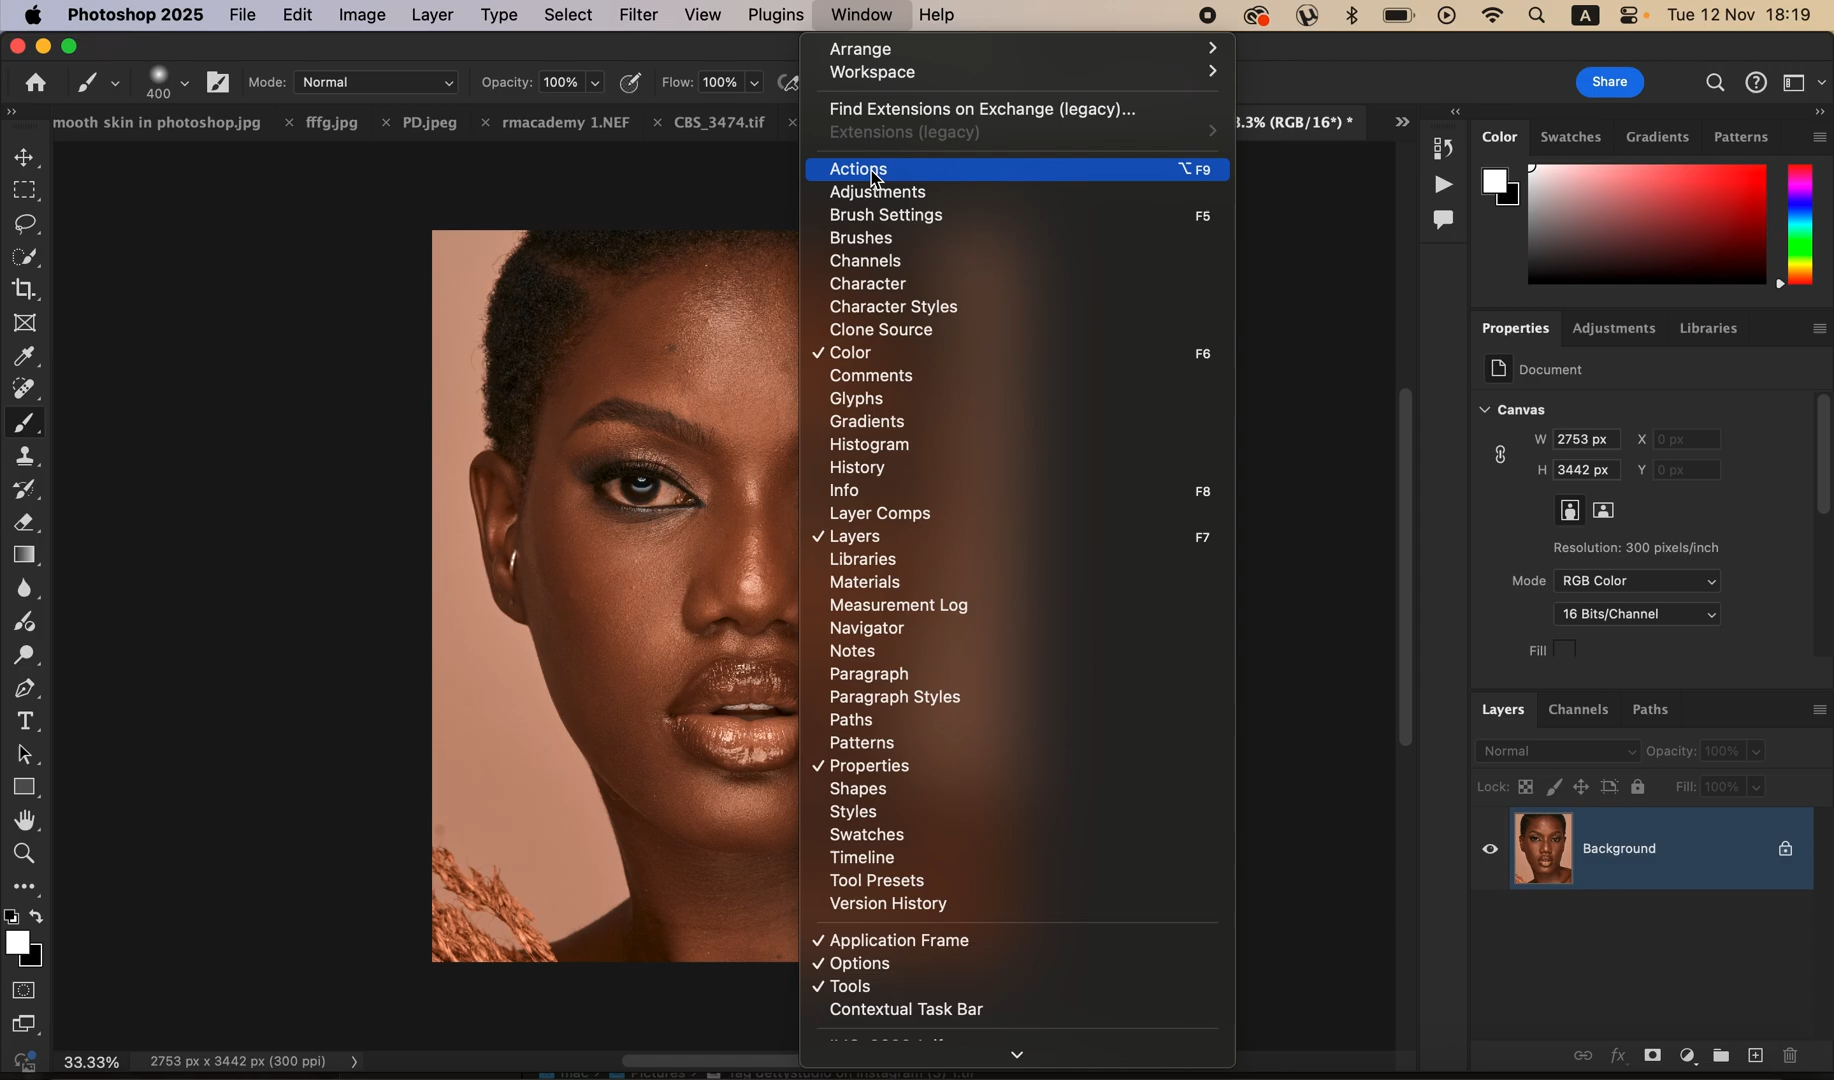 Photoshop 2025 File Edit Image Layer Type Select Filter View Plugins Window Help A Tue 12 Nov 18:19
400 Mode: Normal Opacity: 100% Flow: 100% Share
mooth skin in photoshop.jpg × fffg.jpg × PD.jpeg × rmacademy 1.NEF × CBS_3474.tif × 3.3% (RGB/16*) *
Arrange
Workspace
Find Extensions on Exchange (legacy)...
Extensions (legacy)
Actions ⌥F9
Adjustments
Brush Settings F5
Brushes
Channels
Character
Character Styles
Clone Source
✓ Color F6
Comments
Glyphs
Gradients
Histogram
History
Info F8
Layer Comps
✓ Layers F7
Libraries
Materials
Measurement Log
Navigator
Notes
Paragraph
Paragraph Styles
Paths
Patterns
✓ Properties
Shapes
Styles
Swatches
Timeline
Tool Presets
Version History
✓ Application Frame
✓ Options
✓ Tools
Contextual Task Bar
Color Swatches Gradients Patterns
Properties Adjustments Libraries
Document
Canvas
W 2753 px X 0 px
H 3442 px Y 0 px
Resolution: 300 pixels/inch
Mode RGB Color
16 Bits/Channel
Fill
Layers Channels Paths
Normal Opacity: 100%
Lock: Fill: 100%
Background
fx
33.33% 2753 px x 3442 px (300 ppi)